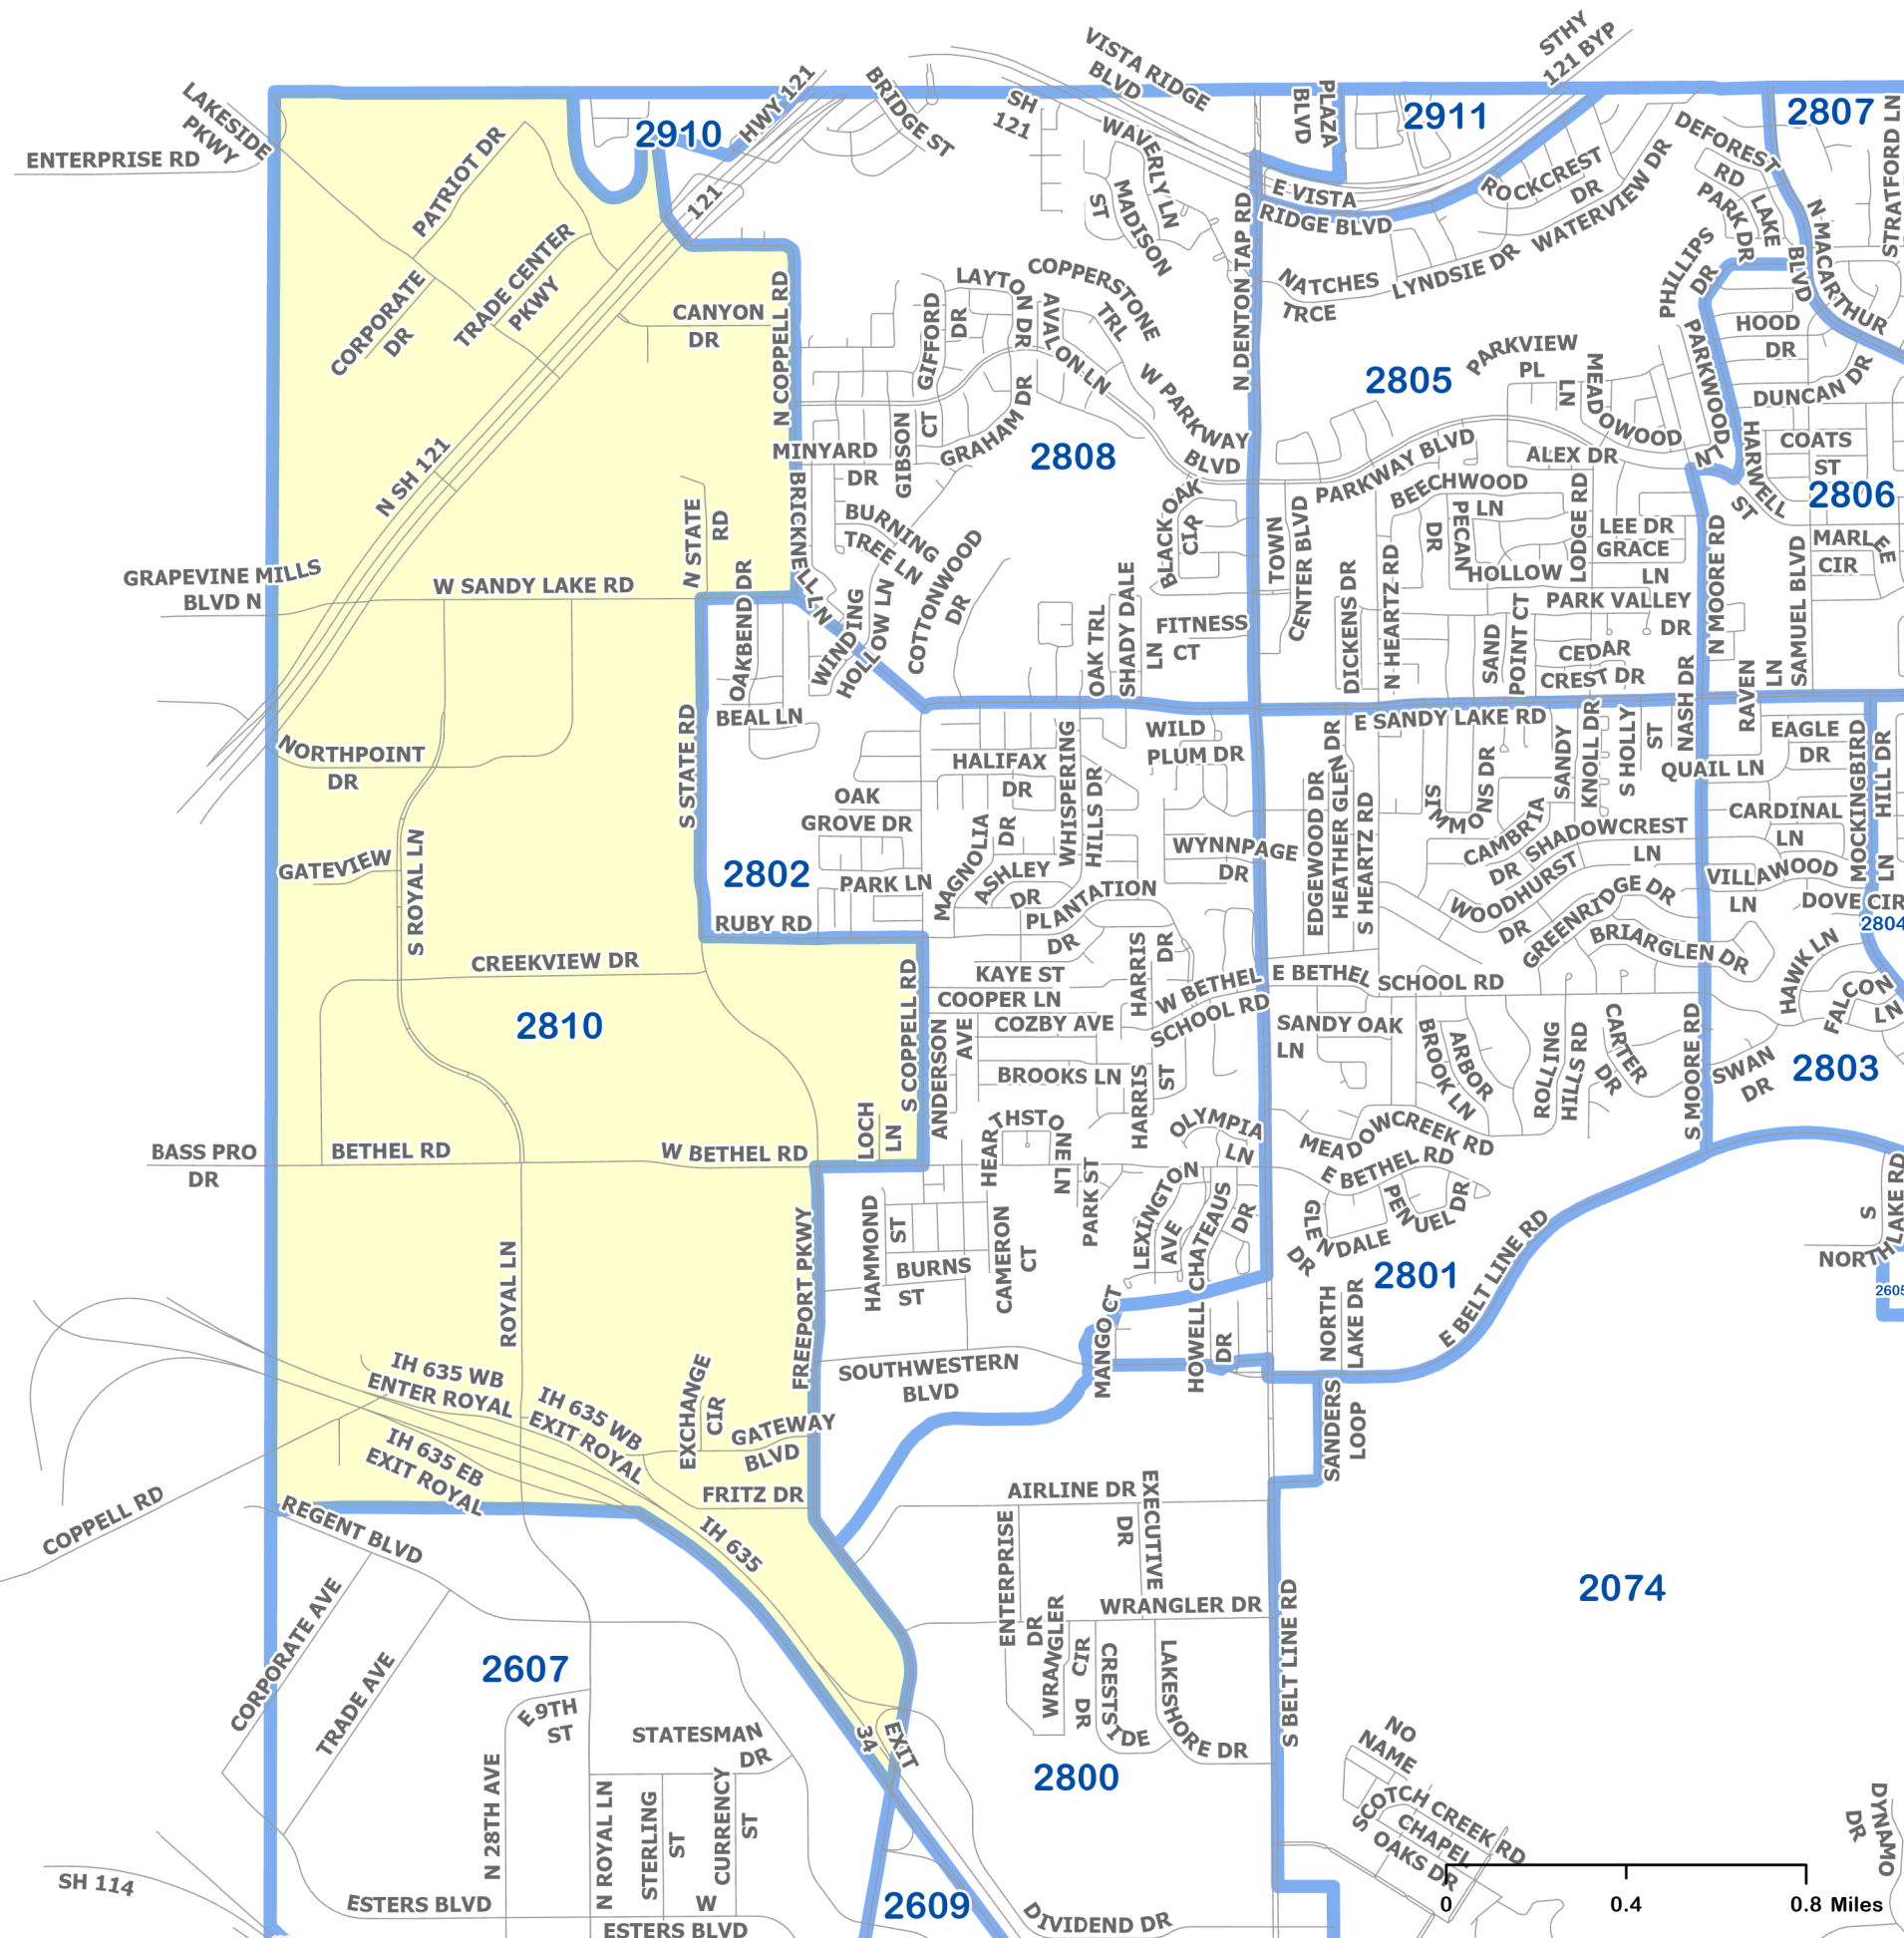 VISTA RIDGE
BLVD
STHY
121 BYP
LAKESIDE
PKWY
ENTERPRISE RD
PATRIOT DR
2910
HWY 121
BRIDGE ST
SH
121
WAVERLY LN
MADISON
ST
PLAZA
BLVD
2911
2807
STRATFORD LN
DEFOREST
RD
PARK DR
LAKE
BLVD
N MACARTHUR
121
E VISTA
RIDGE BLVD
ROCKCREST
DR
WATERVIEW DR
LYNDSIE DR
NATCHES
TRCE
PHILLIPS
DR
TRADE CENTER
PKWY
CORPORATE
DR
CANYON
DR
N COPPELL RD
GIFFORD
DR
LAYTON DR
COPPERSTONE
TRL
AVALON LN
W PARKWAY
BLVD
N DENTON TAP RD
2805
PARKVIEW
PL
MEADOWOOD
LN
PARKWOOD
LN
HOOD
DR
DUNCAN DR
COATS
ST
HARWELL
ST
2806
N SH 121
MINYARD
DR
GIBSON
CT
GRAHAM DR
2808
PARKWAY BLVD
ALEX DR
BEECHWOOD
LN
PECAN
DR
HOLLOW
LODGE RD
LEE DR
GRACE
LN
MARLEE
CIR
N STATE
RD
BRICKNELL LN
BURNING
TREE LN
COTTONWOOD
DR
BLACK OAK
CIR
TOWN
CENTER BLVD
DICKENS DR
N HEARTZ RD
PARK VALLEY
DR
N MOORE RD
SAMUEL BLVD
GRAPEVINE MILLS
BLVD N
W SANDY LAKE RD
OAKBEND DR
WINDING
HOLLOW LN
OAK TRL
SHADY DALE
LN
FITNESS
CT
SAND
POINT CT
CEDAR
CREST DR
NASH DR
RAVEN
LN
BEAL LN
NORTHPOINT
DR
S STATE RD
WILD
PLUM DR
E SANDY LAKE RD
HALIFAX
DR
WHISPERING
HILLS DR
EDGEWOOD DR
HEATHER GLEN DR
S HEARTZ RD
SIMMONS DR
SANDY
KNOLL DR
S HOLLY
ST
QUAIL LN
EAGLE
DR
MOCKINGBIRD
LN
HILL DR
OAK
GROVE DR
MAGNOLIA
DR
WYNNPAGE
DR
CAMBRIA
DR
SHADOWCREST
LN
CARDINAL
LN
GATEVIEW
S ROYAL LN
2802
PARK LN
ASHLEY
DR
PLANTATION
DR
WOODHURST
DR
GREENRIDGE DR
VILLAWOOD
LN
DOVE CIR
2804
RUBY RD
BRIARGLEN DR
HAWK LN
FALCON
LN
CREEKVIEW DR
2810
S COPPELL RD
KAYE ST
COOPER LN
COZBY AVE
ANDERSON
AVE
BROOKS LN
HARRIS
DR
W BETHEL
SCHOOL RD
E BETHEL SCHOOL RD
SANDY OAK
LN
BROOK LN
ARBOR
ROLLING
HILLS RD
CARTER
DR
S MOORE RD
SWAN
DR
2803
HARRIS
ST
LOCH
LN
HEARTHSTONE LN
OLYMPIA
LN
MEADOWCREEK RD
BASS PRO
DR
BETHEL RD
W BETHEL RD
PARK ST
E BETHEL RD
LEXINGTON
AVE
CHATEAUS
DR
PENUEL DR
GLENDALE
DR
HAMMOND
ST
BURNS
ST
CAMERON
CT
2801
S
NORTHLAKE RD
NORTH
2605
FREEPORT PKWY
ROYAL LN
MANGO CT
HOWELL
DR
NORTH
LAKE DR
E BELT LINE RD
SOUTHWESTERN
BLVD
IH 635 WB
ENTER ROYAL
IH 635 WB
EXIT ROYAL
EXCHANGE
CIR
GATEWAY
BLVD
SANDERS
LOOP
IH 635 EB
EXIT ROYAL
FRITZ DR
COPPELL RD
REGENT BLVD
IH 635
AIRLINE DR
EXECUTIVE
DR
ENTERPRISE
DR
2074
CORPORATE AVE
TRADE AVE
2607
WRANGLER DR
WRANGLER
CIR
CRESTSIDE
DR
LAKESHORE DR
S BELT LINE RD
E 9TH
ST
STATESMAN
DR
34
EXIT
2800
NO
NAME
SCOTCH CREEK RD
CHAPEL
OAKS DR
DYNAMO
DR
N 28TH AVE
N ROYAL LN
STERLING
ST
CURRENCY
ST
SH 114
ESTERS BLVD
W
ESTERS BLVD
2609
DIVIDEND DR
0 0.4 0.8 Miles